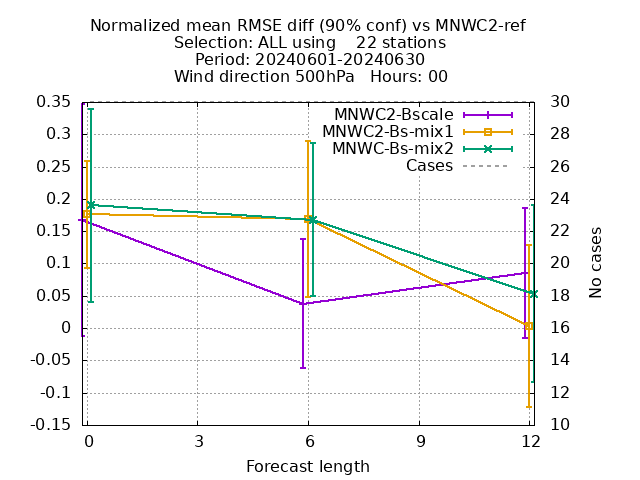 Normalized mean RMSE diff (90% conf) vs MNWC2-ref
Selection: ALL using    22 stations
Period: 20240601-20240630
Wind direction 500hPa   Hours: 00
MNWC2-Bscale
MNWC2-Bs-mix1
MNWC-Bs-mix2
Cases
0.35
0.3
0.25
0.2
0.15
0.1
0.05
0
-0.05
-0.1
-0.15
30
28
26
24
22
20
18
16
14
12
10
No cases
0 3 6 9 12
Forecast length